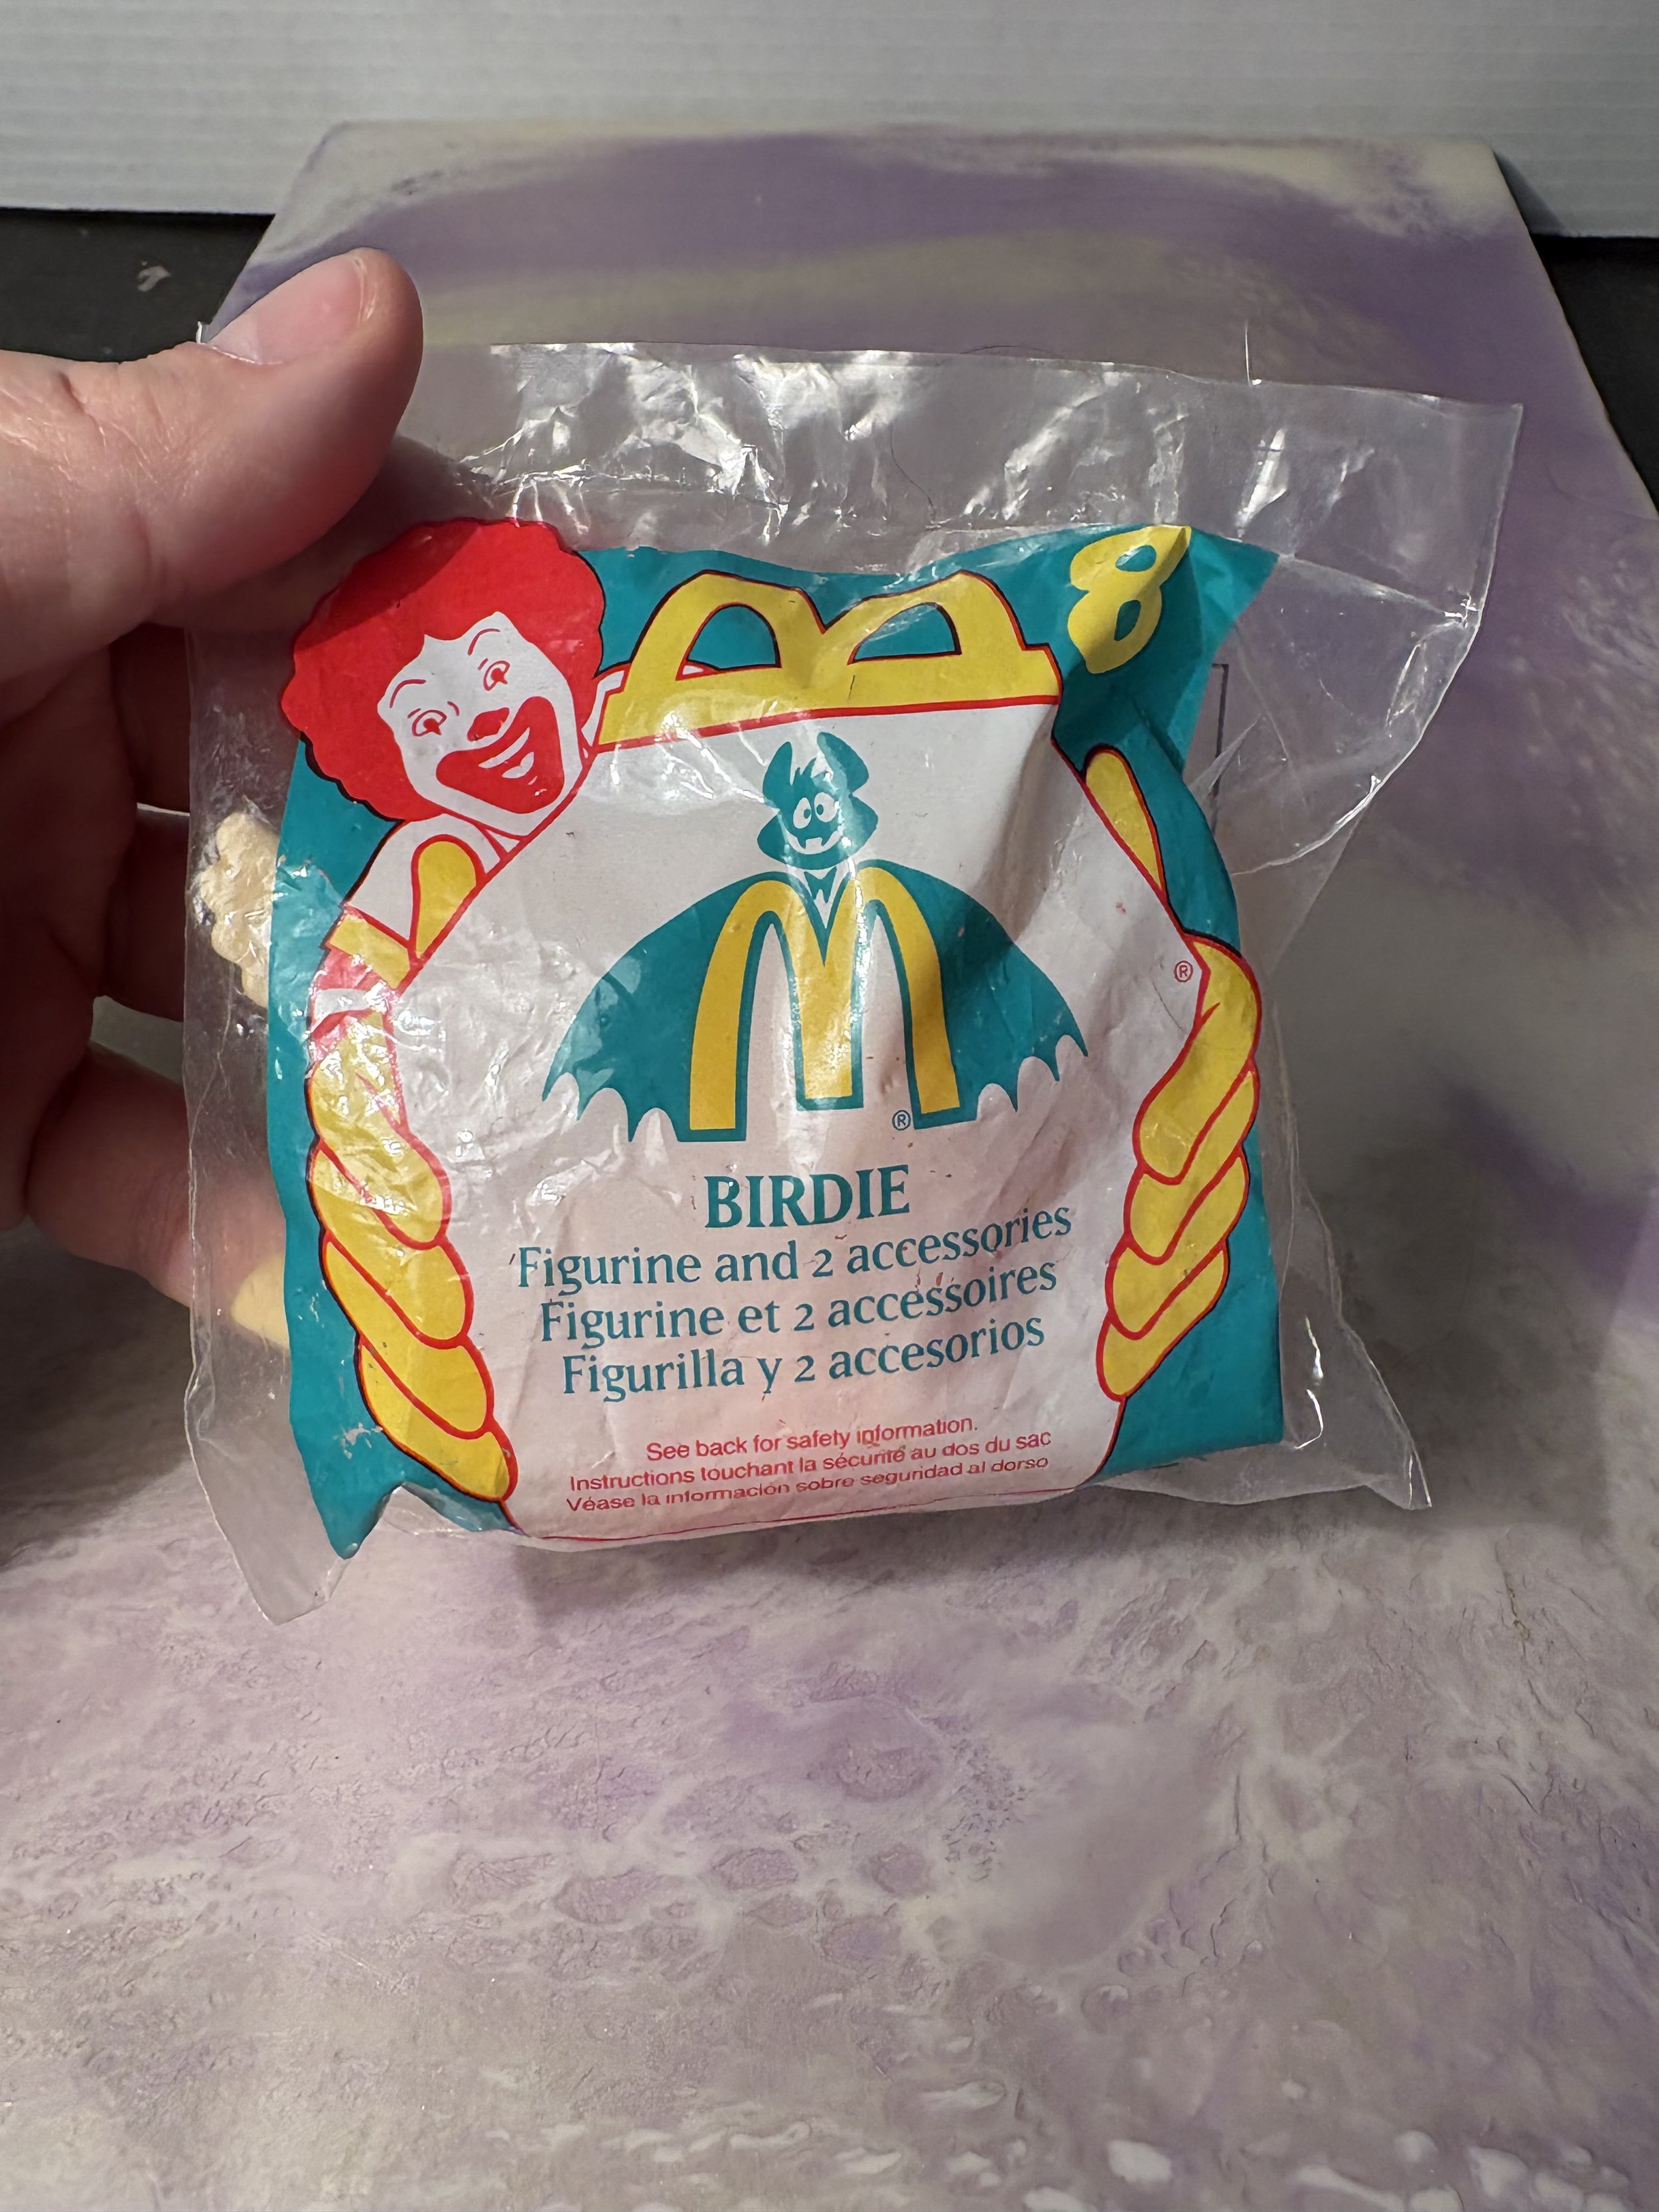 8
M
®
®
BIRDIE
Figurine and 2 accessories
Figurine et 2 accessoires
Figurilla y 2 accesorios
See back for safety information.
Instructions touchant la sécurité au dos du sac
Véase la información sobre seguridad al dorso